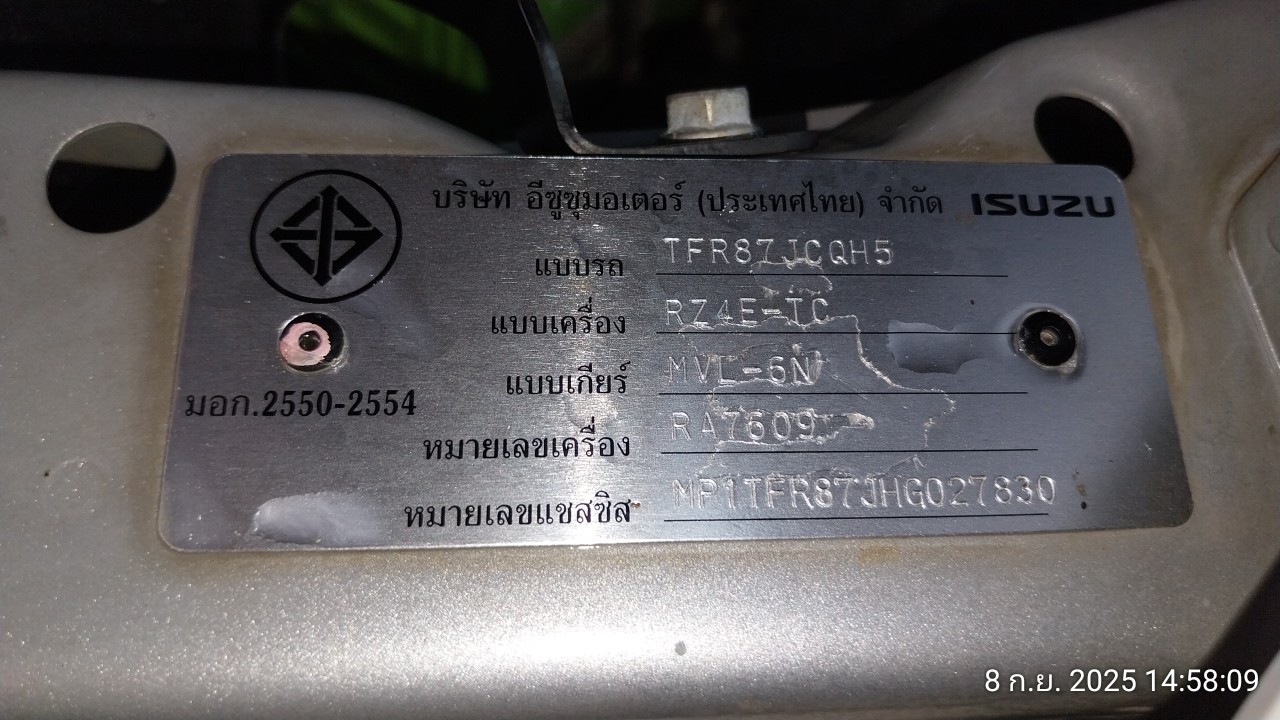 บริษัท อีซูซุมอเตอร์ (ประเทศไทย) จำกัด ISUZU
แบบรถ TFR87JCQH5
แบบเครื่อง RZ4E-TC
แบบเกียร์ MVL-6N
มอก.2550-2554
หมายเลขเครื่อง RA7609
หมายเลขแชสซิส MP1TFR87JHG027830
8 ก.ย. 2025 14:58:09